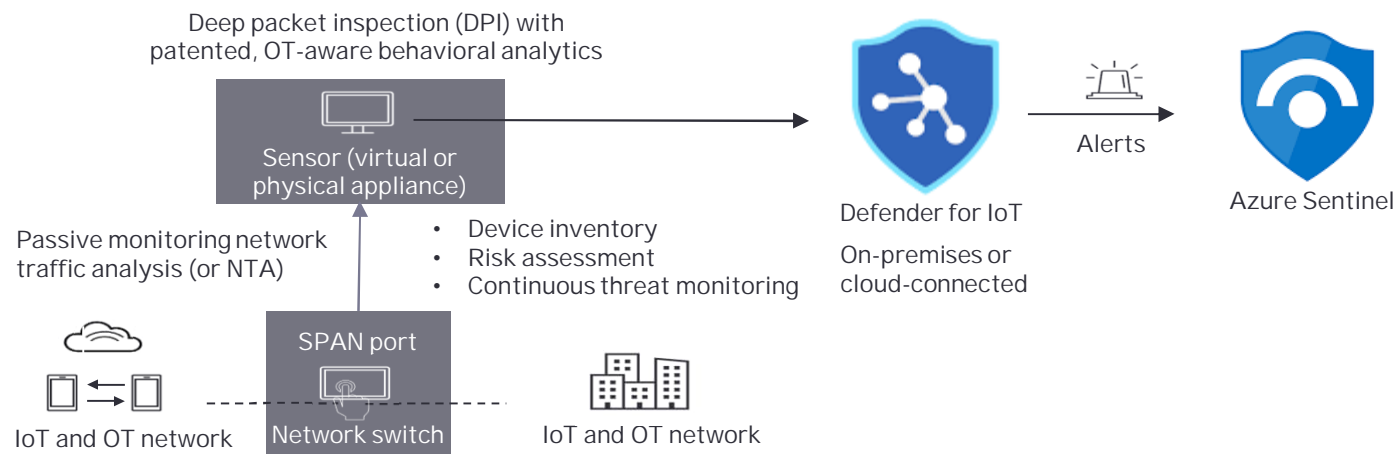 Deep packet inspection (DPI) with
patented, OT-aware behavioral analytics
Sensor (virtual or
physical appliance)
Alerts
Defender for IoT
On-premises or
cloud-connected
Azure Sentinel
Passive monitoring network
traffic analysis (or NTA)
• Device inventory
• Risk assessment
• Continuous threat monitoring
SPAN port
Network switch
IoT and OT network
IoT and OT network